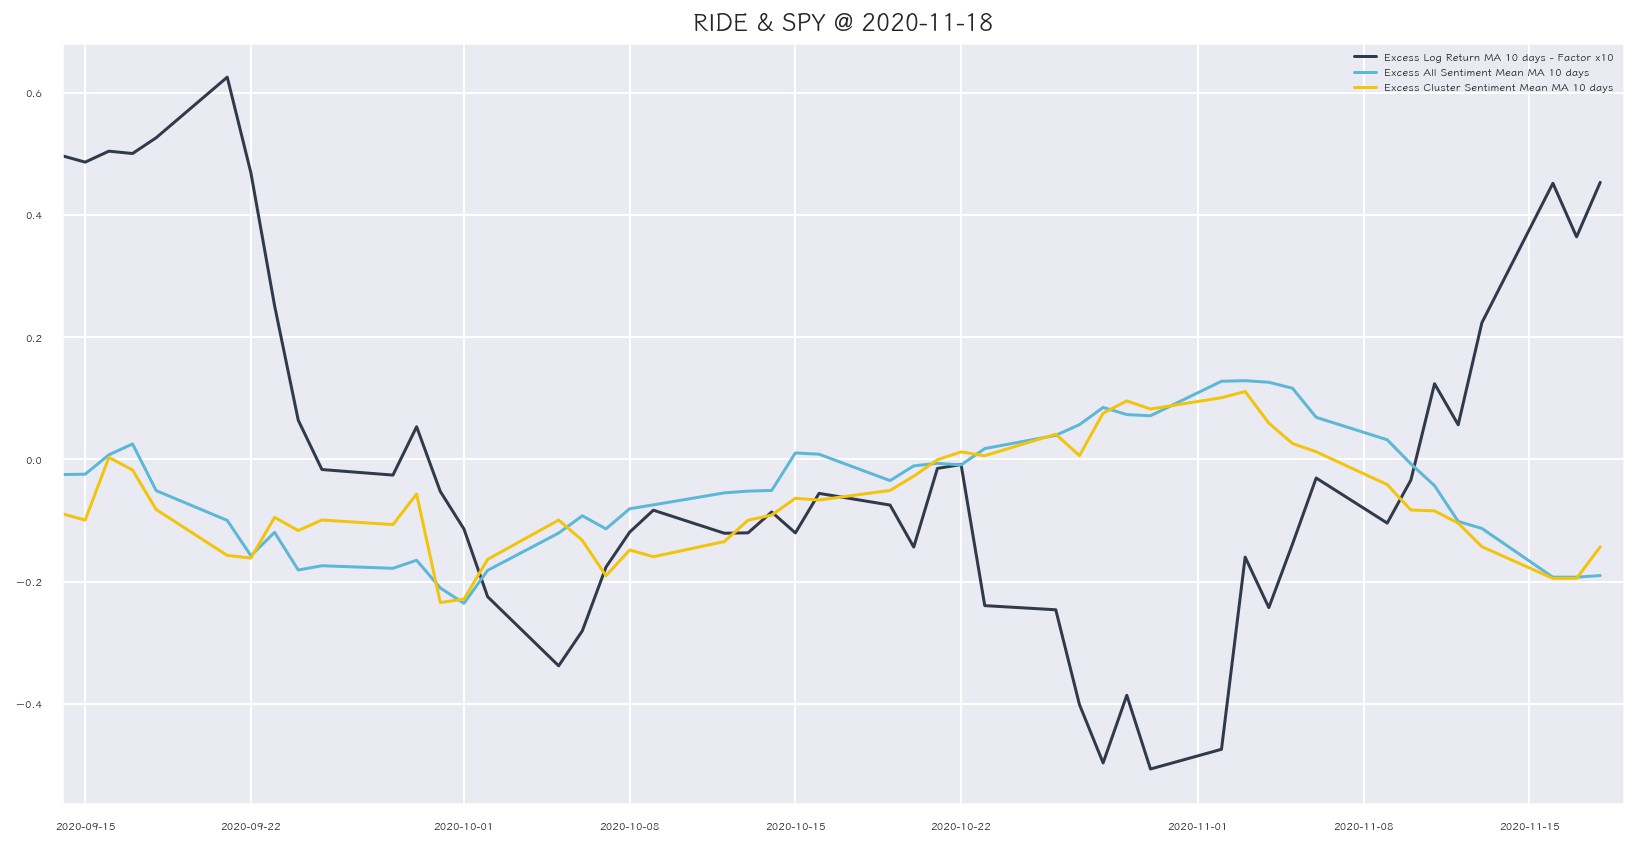 RIDE & SPY @ 2020-11-18
Excess Log Return MA 10 days - Factor x10
Excess All Sentiment Mean MA 10 days
Excess Cluster Sentiment Mean MA 10 days
0.6
0.4
0.2
0.0
−0.2
−0.4
2020-09-15 2020-09-22 2020-10-01 2020-10-08 2020-10-15 2020-10-22 2020-11-01 2020-11-08 2020-11-15